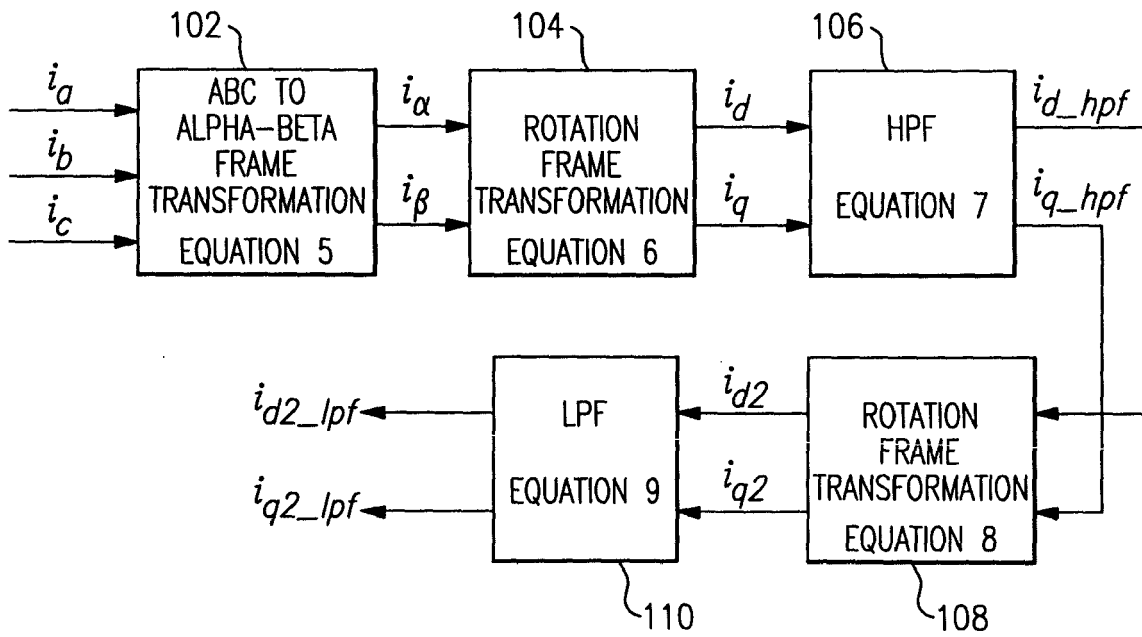 102
104
106
i_a
i_b
i_c
ABC TO
ALPHA-BETA
FRAME
TRANSFORMATION
EQUATION 5
i_α
i_β
ROTATION
FRAME
TRANSFORMATION
EQUATION 6
i_d
i_q
HPF
EQUATION 7
i_d_hpf
i_q_hpf
i_d2_lpf
i_q2_lpf
LPF
EQUATION 9
i_d2
i_q2
ROTATION
FRAME
TRANSFORMATION
EQUATION 8
110
108